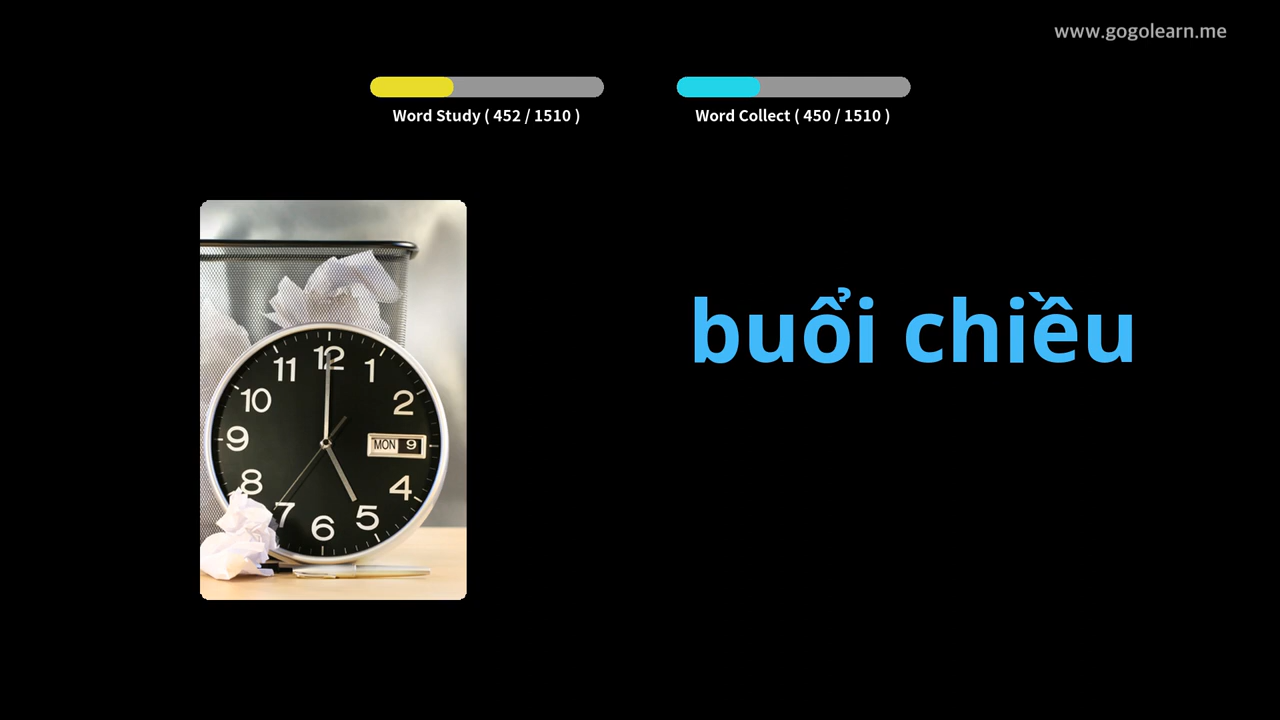 www.gogolearn.me
Word Study ( 452 / 1510 )
Word Collect ( 450 / 1510 )
buổi chiều
12
11
1
10
2
9
MON 9
8
4
7
5
6